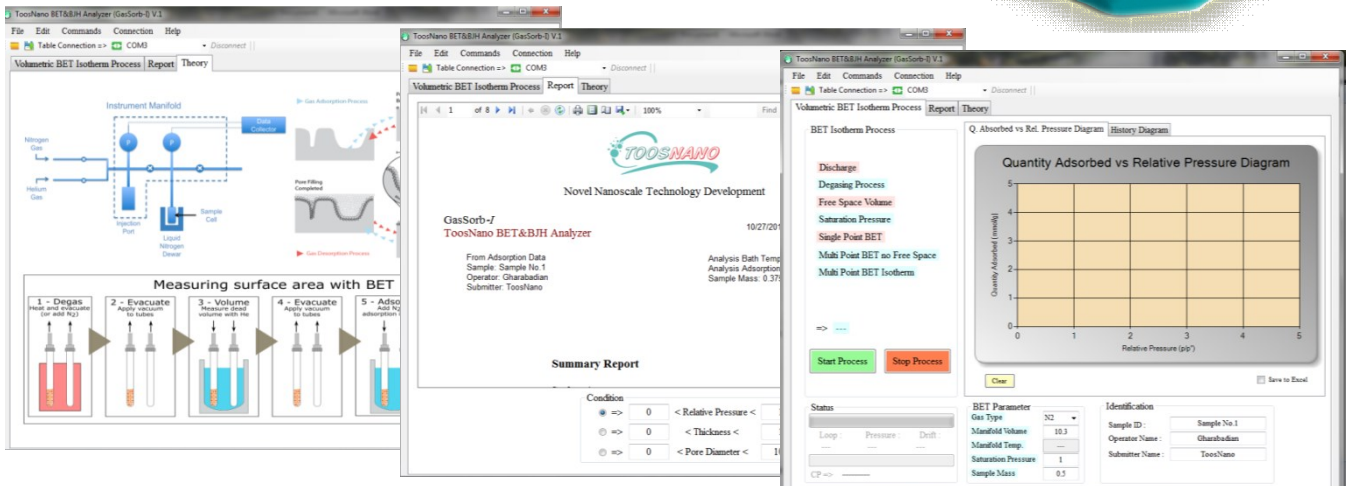 ToosNano BET&BJH Analyzer (GasSorb-I) V.1
File Edit Commands Connection Help
Table Connection => COM3 Disconnect
Volumetric BET Isotherm Process Report Theory
Instrument Manifold
Data
Collector
Nitrogen
Gas
P P
Helium
Gas
Injection
Port
Sample
Cell
Liquid
Nitrogen
Dewar
Gas Adsorption Process
Pore Filling
Completed
Gas Desorption Process
Measuring surface area with BET
1 - Degas
Heat and evacuate
(or add N2)
2 - Evacuate
Apply vacuum
to tubes
3 - Volume
Measure dead
volume with He
4 - Evacuate
Apply vacuum
to tubes
5 - Adso
Add N
adsorption
ToosNano BET&BJH Analyzer (GasSorb-I) V.1
File Edit Commands Connection Help
Table Connection => COM3 Disconnect
Volumetric BET Isotherm Process Report Theory
1 of 8 100% Find
TOOSNANO
Novel Nanoscale Technology Development
GasSorb-I
ToosNano BET&BJH Analyzer
10/27/201
From Adsorption Data
Sample: Sample No.1
Operator: Gharabadian
Submitter: ToosNano
Analysis Bath Temp
Analysis Adsorption
Sample Mass: 0.375
Summary Report
Condition
=> 0 < Relative Pressure <
=> 0 < Thickness <
=> 0 < Pore Diameter < 10
ToosNano BET&BJH Analyzer (GasSorb-I) V.1
File Edit Commands Connection Help
Table Connection => COM3 Disconnect
Volumetric BET Isotherm Process Report Theory
BET Isotherm Process
Discharge
Degasing Process
Free Space Volume
Saturation Pressure
Single Point BET
Multi Point BET no Free Space
Multi Point BET Isotherm
=> ---
Start Process Stop Process
Q. Absorbed vs Rel. Pressure Diagram History Diagram
Quantity Adsorbed vs Relative Pressure Diagram
Quantity Adsorbed (mmol/g)
5
4
3
2
1
0
0 1 2 3 4 5
Relative Pressure (p/p°)
Clear Save to Excel
Status
Loop : Pressure : Drift :
--- --- ---
CP => ---
BET Parameter
Gas Type N2
Manifold Volume 10.3
Manifold Temp. ---
Saturation Pressure 1
Sample Mass 0.5
Identification
Sample ID : Sample No.1
Operator Name : Gharabadian
Submitter Name : ToosNano